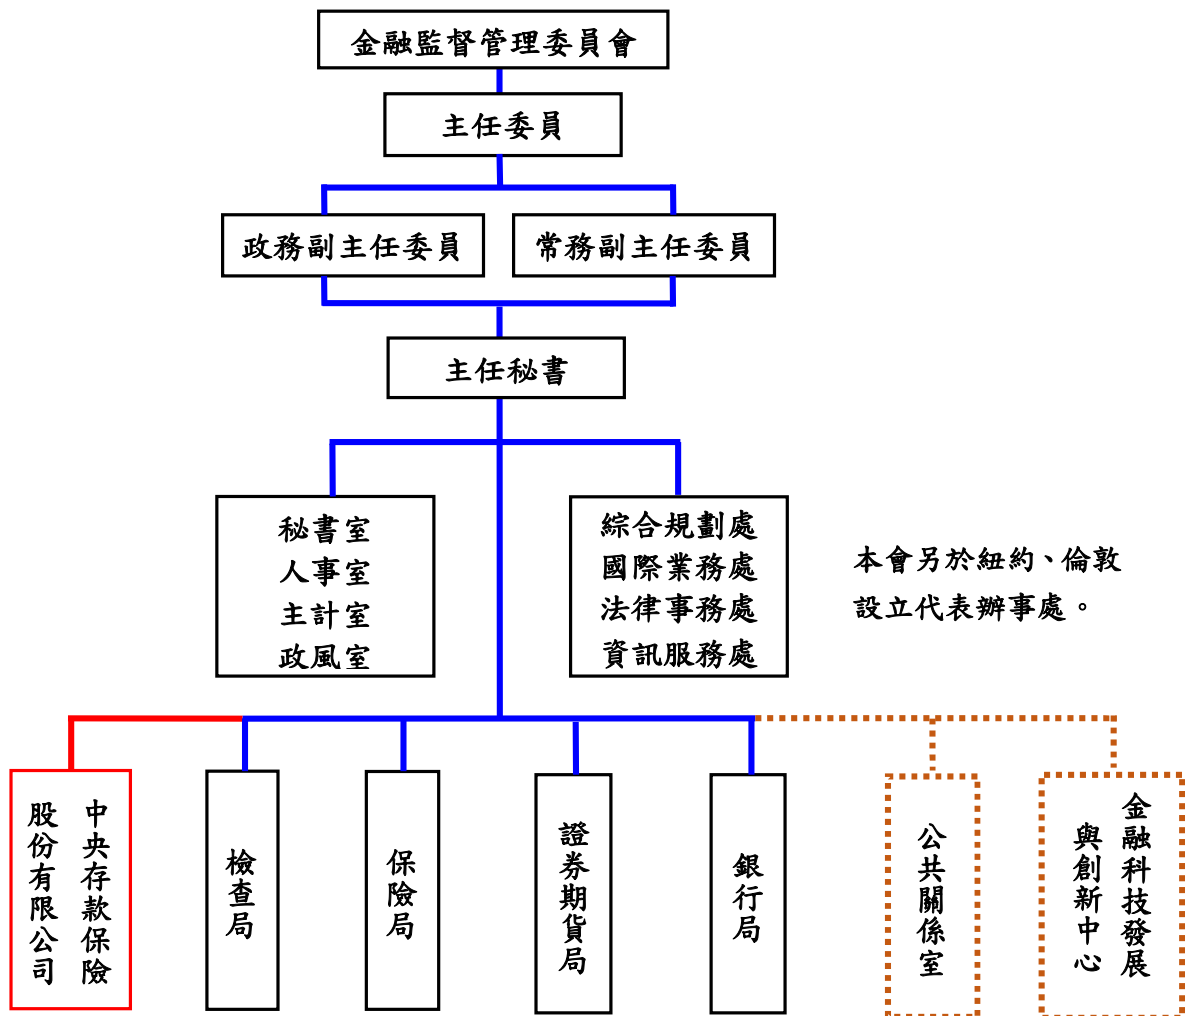 金融監督管理委員會
主任委員
政務副主任委員
常務副主任委員
主任秘書
秘書室
人事室
主計室
政風室
綜合規劃處
國際業務處
法律事務處
資訊服務處
本會另於紐約、倫敦
設立代表辦事處。
中央存款保險
股份有限公司
檢查局
保險局
證券期貨局
銀行局
公共關係室
金融科技發展
與創新中心